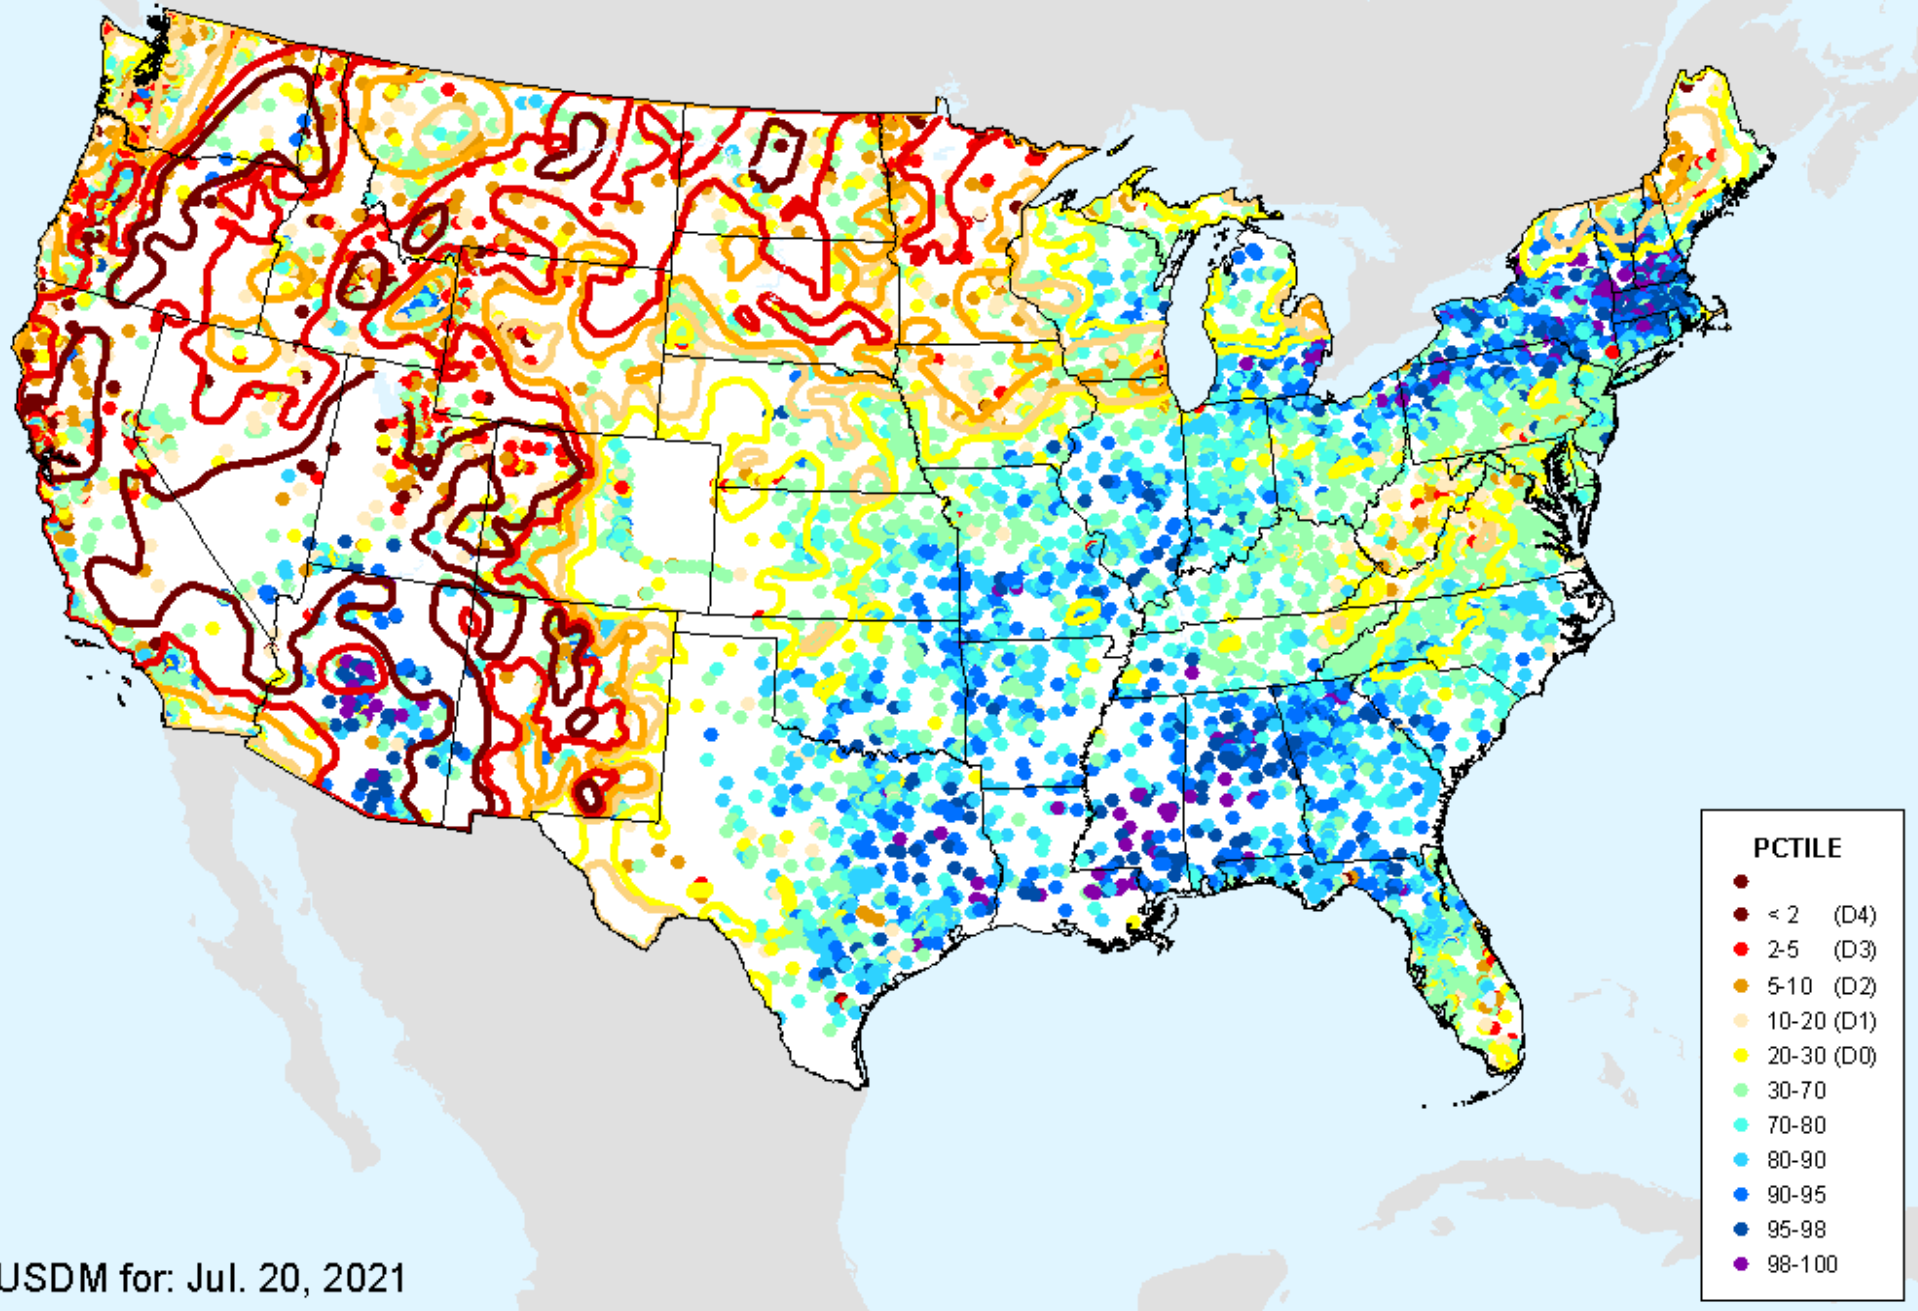 PCTILE
< 2 (D4)
2-5 (D3)
5-10 (D2)
10-20 (D1)
20-30 (D0)
30-70
70-80
80-90
90-95
95-98
98-100
USDM for: Jul. 20, 2021